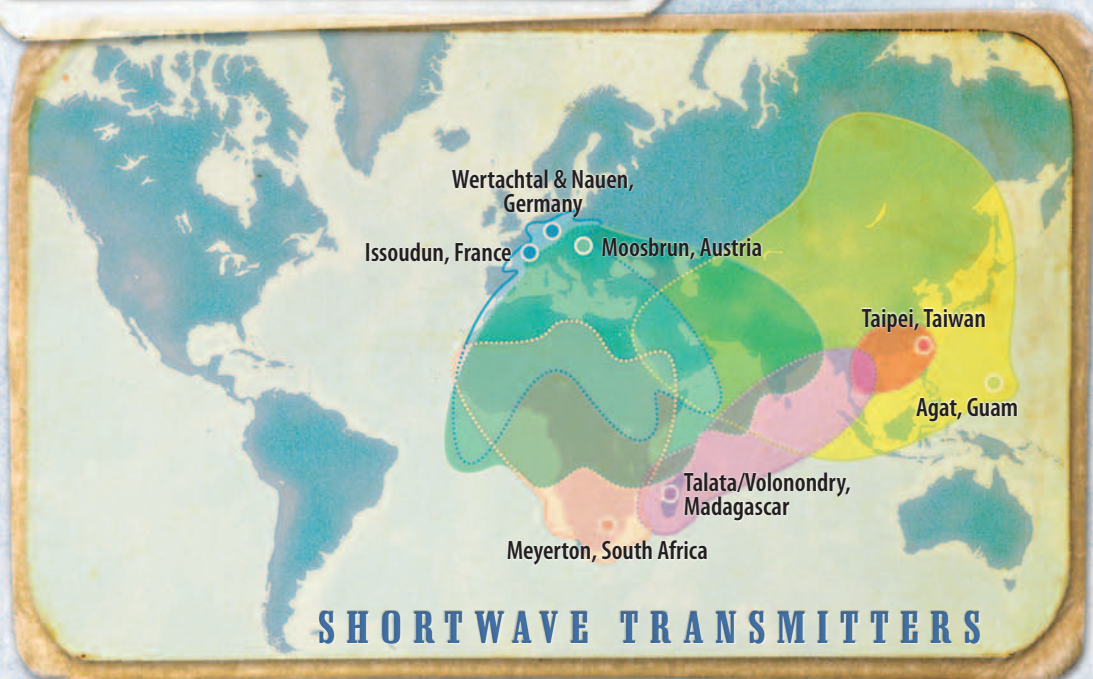 Wertachtal & Nauen,
Germany
Issoudun, France
Moosbrun, Austria
Taipei, Taiwan
Agat, Guam
Talata/Volonondry,
Madagascar
Meyerton, South Africa
SHORTWAVE TRANSMITTERS